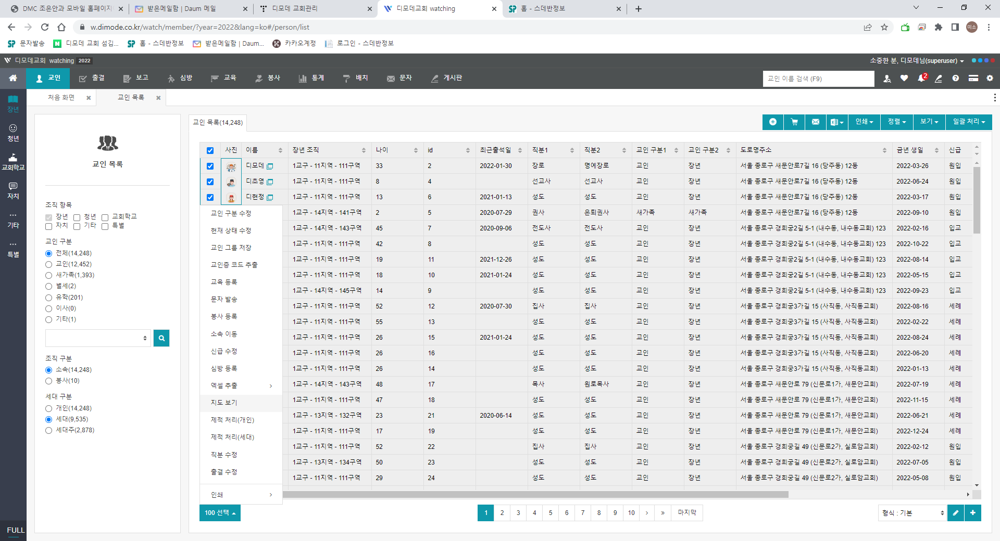 DMC 조은안과 모바일 홈페이지
받은메일함 | Daum 메일
디모데 교회관리
디모데교회 watching
홈 - 스데반정보
w.dimode.co.kr/watch/member/?year=2022&lang=ko#/person/list
미소
문자발송
디모데 교회 섬김...
홈 - 스데반정보
받은메일함 | Daum...
카카오계정
로그인 - 스데반정보
디모데교회 watching 2022
소중한 분, 디모데님(superuser)
교인 출결 보고 심방 교육 봉사 통계 배치 문자 게시판
교인 이름 검색 (F9)
2
처음 화면
교인 목록
장년
청년
교회학교
자치
기타
특별
FULL
교인 목록
조직 항목
장년 청년 교회학교
자치 기타 특별
교인 구분
전체(14,248)
교인(12,452)
새가족(1,393)
별세(2)
유학(201)
이사(0)
기타(1)
조직 구분
소속(14,248)
봉사(10)
세대 구분
개인(14,248)
세대(9,535)
세대주(2,878)
교인 목록(14,248)
인쇄 정렬 보기 일괄 처리
사진 이름 장년 조직 나이 id 최근출석일 직분1 직분2 교인 구분1 교인 구분2 도로명주소 금년 생일 신급
디모데 1교구 - 11지역 - 111구역 33 2 2022-01-30 장로 명예장로 교인 장년 서울 종로구 새문안로7길 16 (당주동) 12동 2022-03-26 원입
디초영 1교구 - 11지역 - 111구역 8 4 선교사 선교사 교인 장년 서울 종로구 새문안로7길 16 (당주동) 12동 2022-06-24 원입
디현정 1교구 - 11지역 - 111구역 13 6 2021-01-13 성도 성도 교인 장년 서울 종로구 새문안로7길 16 (당주동) 12동 2022-03-17 원입
1교구 - 14지역 - 141구역 2 5 2020-07-29 권사 은퇴권사 새가족 새가족 서울 종로구 새문안로7길 16 (당주동) 12동 2022-09-10 원입
1교구 - 14지역 - 143구역 45 7 2020-09-06 전도사 전도사 교인 장년 서울 종로구 경희궁2길 5-1 (내수동, 내수동교회) 123 2022-02-16 입교
1교구 - 11지역 - 111구역 42 8 성도 성도 교인 장년 서울 종로구 경희궁2길 5-1 (내수동, 내수동교회) 123 2022-10-22 입교
1교구 - 11지역 - 111구역 19 11 2021-12-26 성도 성도 교인 장년 서울 종로구 경희궁2길 5-1 (내수동, 내수동교회) 123 2022-08-14 입교
1교구 - 11지역 - 111구역 18 10 2021-01-24 성도 성도 교인 장년 서울 종로구 경희궁2길 5-1 (내수동, 내수동교회) 123 2022-05-15 입교
1교구 - 14지역 - 145구역 14 9 성도 성도 교인 장년 서울 종로구 경희궁2길 5-1 (내수동, 내수동교회) 123 2022-09-23 입교
1교구 - 11지역 - 111구역 52 12 2020-07-30 집사 집사 교인 장년 서울 종로구 경희궁3가길 15 (사직동, 사직동교회) 2022-08-16 세례
1교구 - 11지역 - 111구역 55 13 성도 성도 교인 장년 서울 종로구 경희궁3가길 15 (사직동, 사직동교회) 2022-02-22 세례
1교구 - 11지역 - 111구역 26 15 2021-01-24 성도 성도 교인 장년 서울 종로구 경희궁3가길 15 (사직동, 사직동교회) 2022-08-24 세례
1교구 - 11지역 - 111구역 26 16 성도 성도 교인 장년 서울 종로구 경희궁3가길 15 (사직동, 사직동교회) 2022-06-20 세례
1교구 - 11지역 - 111구역 26 14 성도 성도 교인 장년 서울 종로구 경희궁3가길 15 (사직동, 사직동교회) 2022-01-13 세례
1교구 - 14지역 - 143구역 48 17 목사 원로목사 교인 장년 서울 종로구 새문안로 79 (신문로1가, 새문안교회) 2022-07-19 세례
1교구 - 11지역 - 111구역 47 18 성도 성도 교인 장년 서울 종로구 새문안로 79 (신문로1가, 새문안교회) 2022-11-15 세례
1교구 - 13지역 - 132구역 23 21 2020-06-14 성도 성도 교인 장년 서울 종로구 새문안로 79 (신문로1가, 새문안교회) 2022-06-21 세례
1교구 - 11지역 - 111구역 17 19 성도 성도 교인 장년 서울 종로구 새문안로 79 (신문로1가, 새문안교회) 2022-12-24 세례
1교구 - 11지역 - 111구역 52 22 집사 집사 교인 장년 서울 종로구 경희궁길 49 (신문로2가, 실로암교회) 2022-02-12 원입
1교구 - 13지역 - 134구역 50 23 성도 성도 교인 장년 서울 종로구 경희궁길 49 (신문로2가, 실로암교회) 2022-07-05 원입
1교구 - 11지역 - 111구역 29 24 성도 성도 교인 장년 서울 종로구 경희궁길 49 (신문로2가, 실로암교회) 2022-05-08 원입
교인 구분 수정
현재 상태 수정
교인 그룹 저장
교인증 코드 추출
교육 등록
문자 발송
봉사 등록
소속 이동
신급 수정
심방 등록
엑셀 추출
지도 보기
제적 처리(개인)
제적 처리(세대)
직분 수정
출결 수정
인쇄
100 선택
1 2 3 4 5 6 7 8 9 10 › » 마지막
형식 : 기본